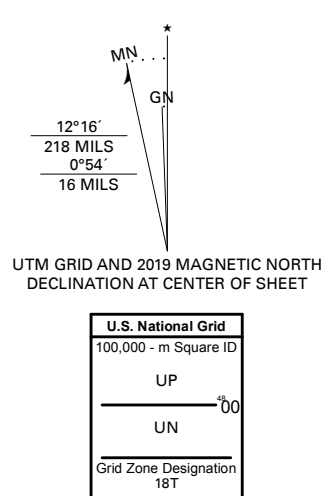 ★
MN
GN
12°16´
218 MILS
0°54´
16 MILS
UTM GRID AND 2019 MAGNETIC NORTH
DECLINATION AT CENTER OF SHEET
U.S. National Grid
100,000 - m Square ID
UP
4800
UN
Grid Zone Designation
18T